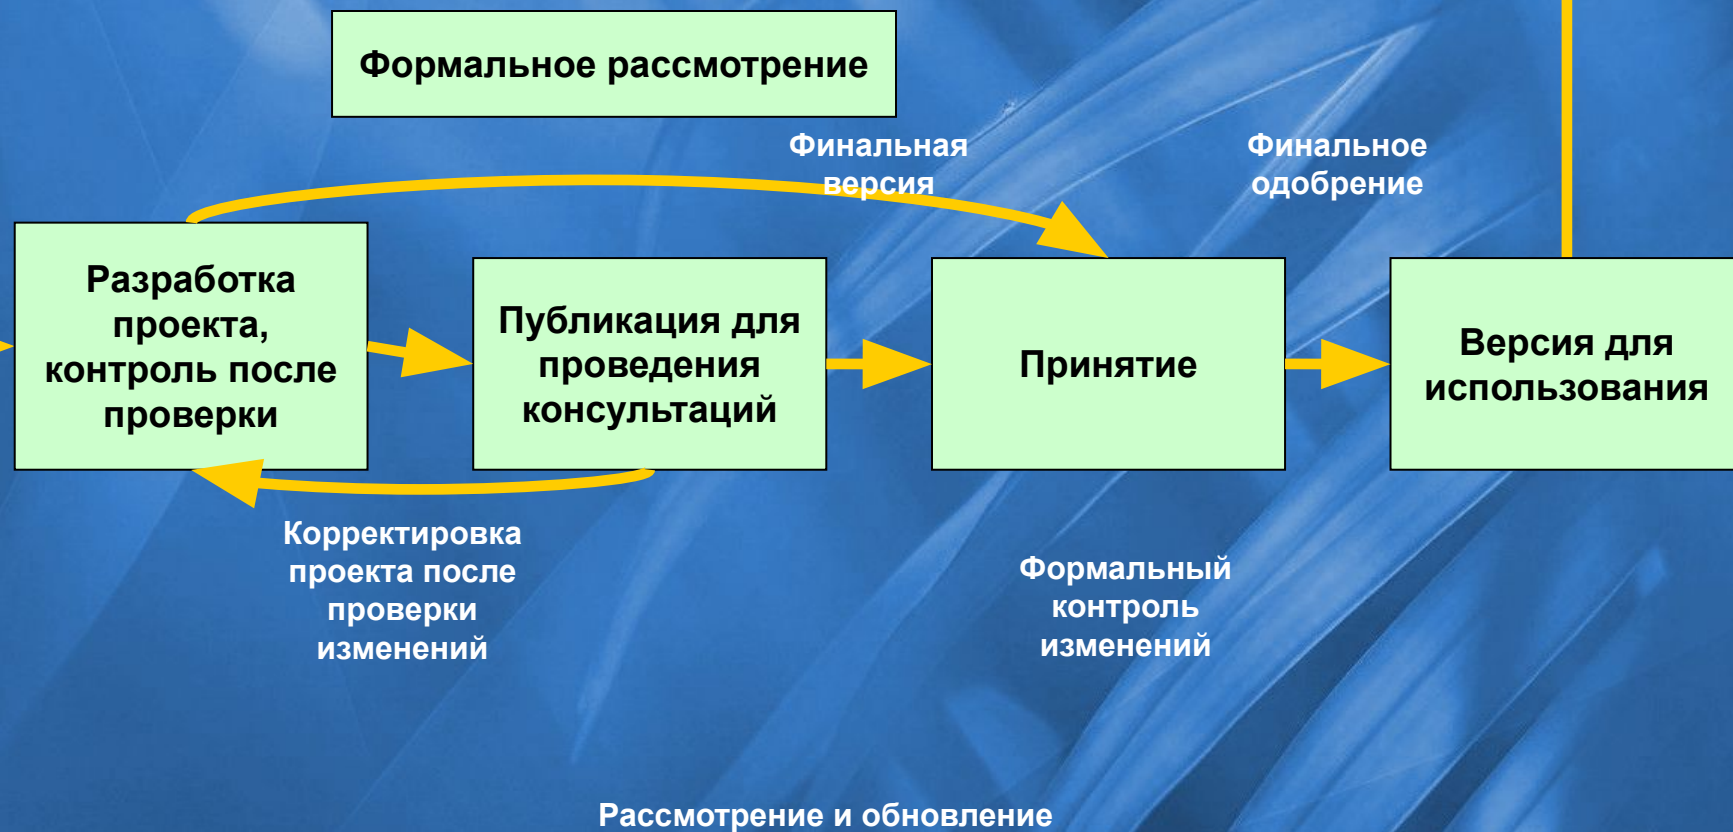 Формальное рассмотрение
Финальная
версия
Финальное
одобрение
Разработка
проекта,
контроль после
проверки
Публикация для
проведения
консультаций
Принятие
Версия для
использования
Корректировка
проекта после
проверки
изменений
Формальный
контроль
изменений
Рассмотрение и обновление